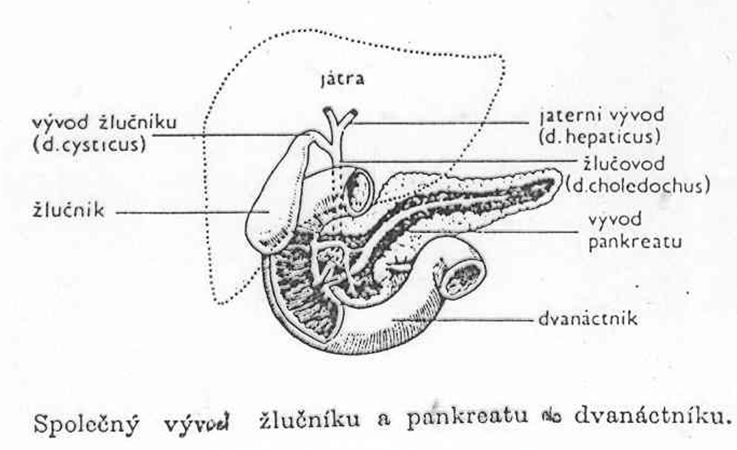 játra
vývod žlučníku
(d.cysticus)
jaterní vývod
(d.hepaticus)
žlučovod
(d.choledochus)
žlučník
vývod
pankreatu
dvanáctník
Společný vývod žlučníku a pankreatu do dvanáctníku.